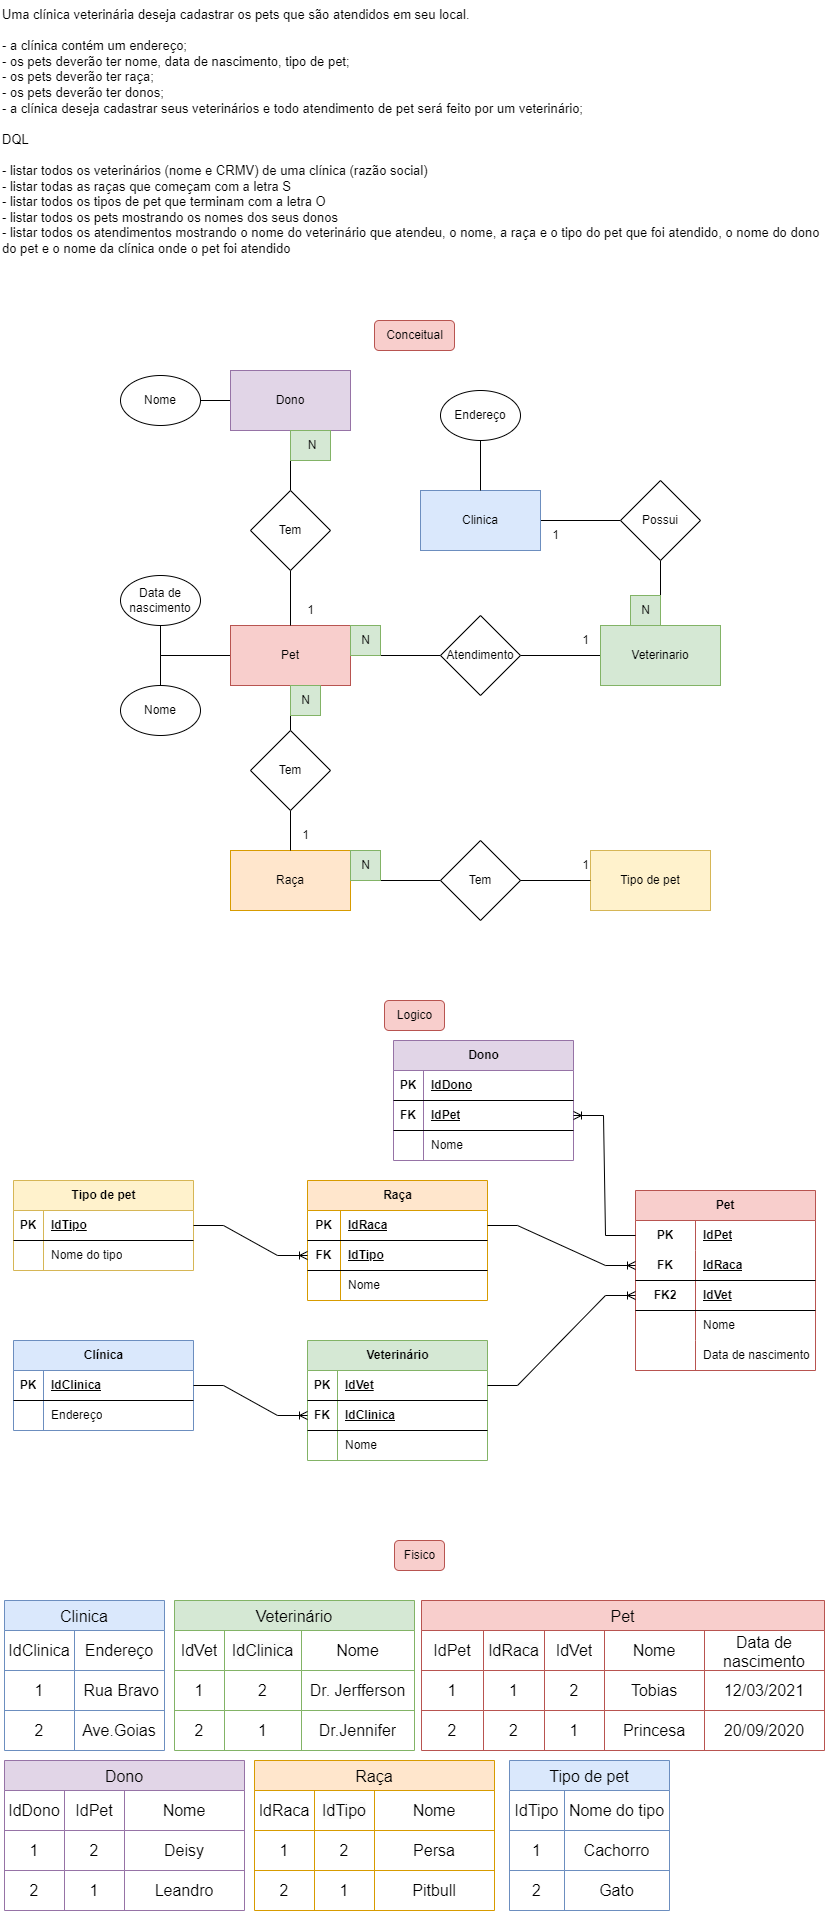 Uma clínica veterinária deseja cadastrar os pets que são atendidos em seu local.
- a clínica contém um endereço;
- os pets deverão ter nome, data de nascimento, tipo de pet;
- os pets deverão ter raça;
- os pets deverão ter donos;
- a clínica deseja cadastrar seus veterinários e todo atendimento de pet será feito por um veterinário;
DQL
- listar todos os veterinários (nome e CRMV) de uma clínica (razão social)
- listar todas as raças que começam com a letra S
- listar todos os tipos de pet que terminam com a letra O
- listar todos os pets mostrando os nomes dos seus donos
- listar todos os atendimentos mostrando o nome do veterinário que atendeu, o nome, a raça e o tipo do pet que foi atendido, o nome do dono
do pet e o nome da clínica onde o pet foi atendido
Conceitual
Nome
Dono
Endereço
N
Tem
Clinica
1
Possui
Data de
nascimento
1
N
Pet
N
Atendimento
1
Veterinario
Nome
N
Tem
1
Raça
N
Tem
1
Tipo de pet
Logico
Dono
PK IdDono
FK IdPet
Nome
Tipo de pet
PK IdTipo
Nome do tipo
Raça
PK IdRaca
FK IdTipo
Nome
Pet
PK IdPet
FK IdRaca
FK2 IdVet
Nome
Data de nascimento
Clínica
PK IdClinica
Endereço
Veterinário
PK IdVet
FK IdClinica
Nome
Fisico
Clinica
IdClinica Endereço
1 Rua Bravo
2 Ave.Goias
Veterinário
IdVet IdClinica Nome
1 2 Dr. Jerfferson
2 1 Dr.Jennifer
Pet
IdPet IdRaca IdVet Nome Data de
nascimento
1 1 2 Tobias 12/03/2021
2 2 1 Princesa 20/09/2020
Dono
IdDono IdPet Nome
1 2 Deisy
2 1 Leandro
Raça
IdRaca IdTipo Nome
1 2 Persa
2 1 Pitbull
Tipo de pet
IdTipo Nome do tipo
1 Cachorro
2 Gato